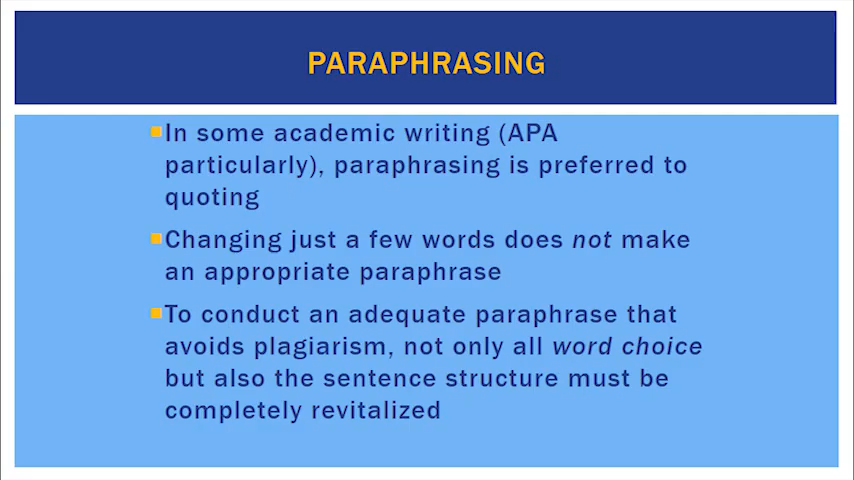 PARAPHRASING
In some academic writing (APA
particularly), paraphrasing is preferred to
quoting
Changing just a few words does not make
an appropriate paraphrase
To conduct an adequate paraphrase that
avoids plagiarism, not only all word choice
but also the sentence structure must be
completely revitalized